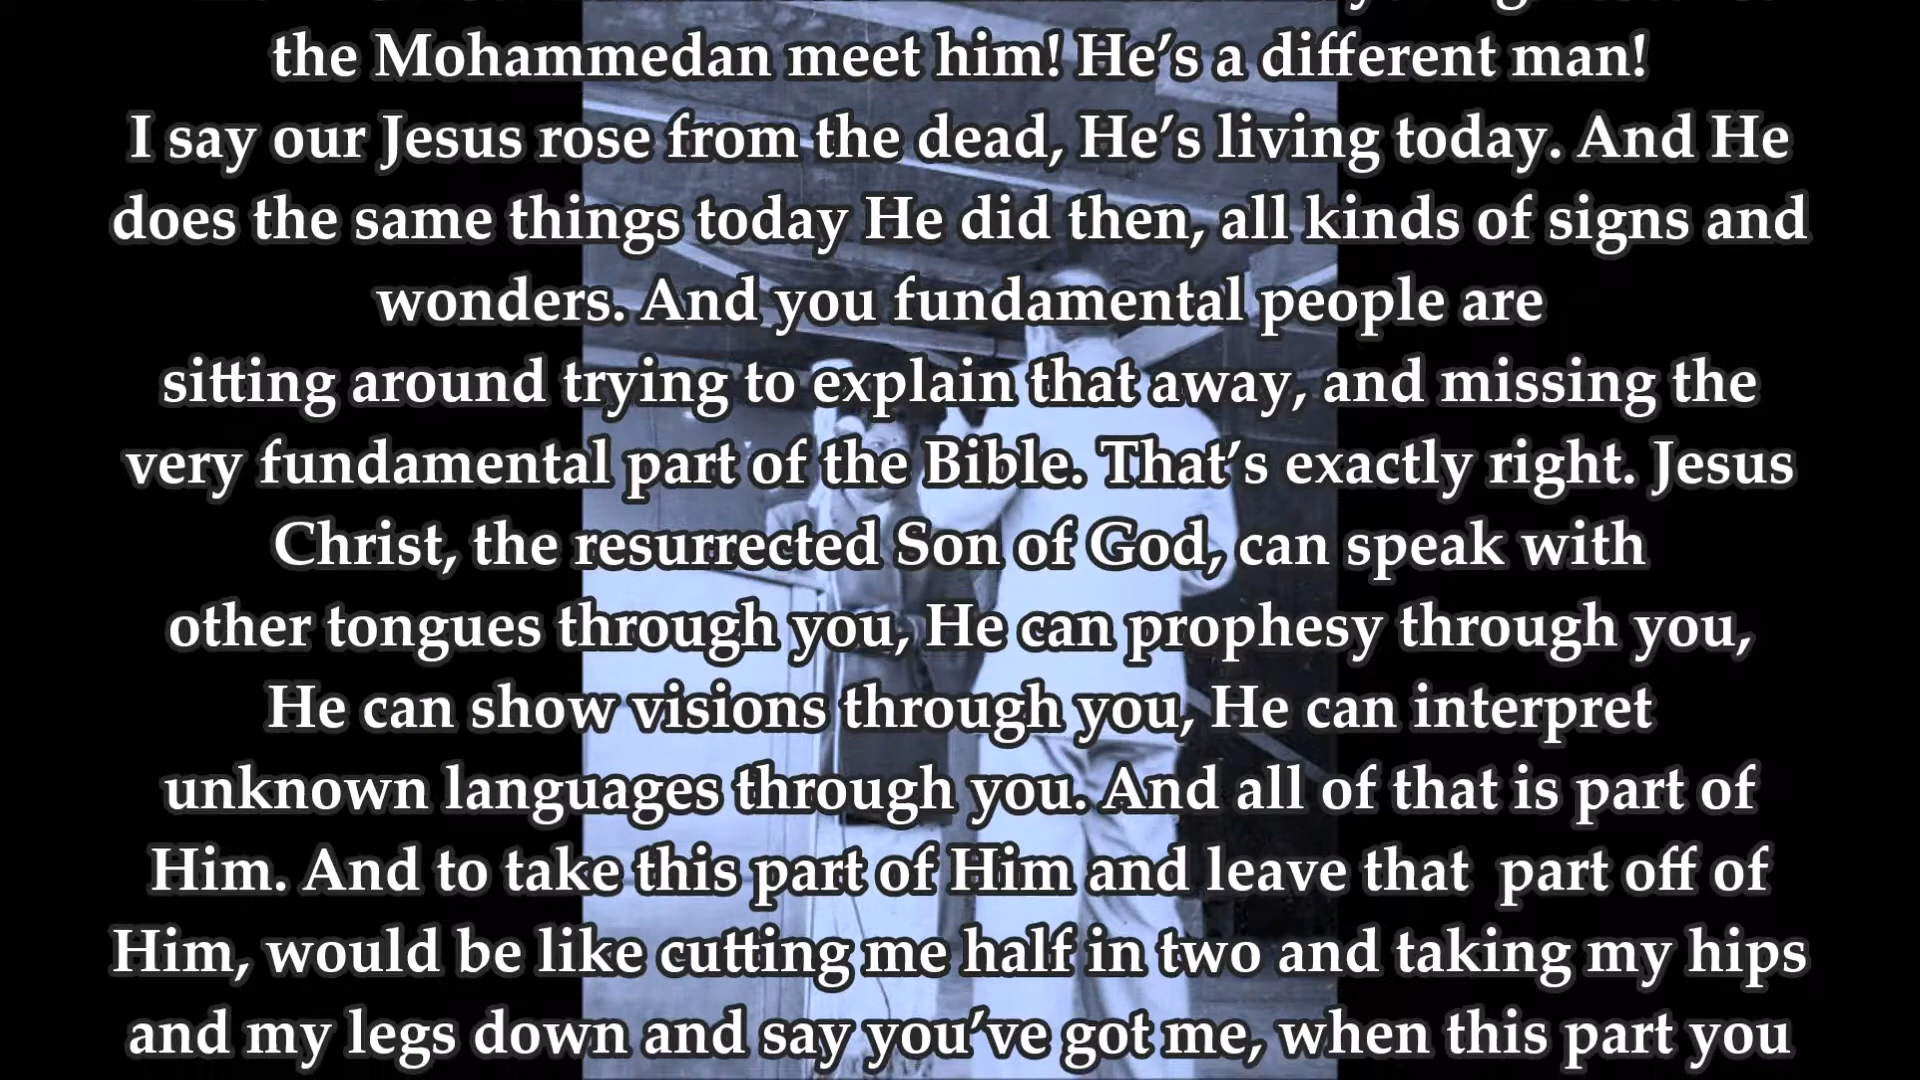 the Mohammedan meet him! He’s a different man!
I say our Jesus rose from the dead, He’s living today. And He
does the same things today He did then, all kinds of signs and
wonders. And you fundamental people are
sitting around trying to explain that away, and missing the
very fundamental part of the Bible. That’s exactly right. Jesus
Christ, the resurrected Son of God, can speak with
other tongues through you, He can prophesy through you,
He can show visions through you, He can interpret
unknown languages through you. And all of that is part of
Him. And to take this part of Him and leave that  part off of
Him, would be like cutting me half in two and taking my hips
and my legs down and say you’ve got me, when this part you